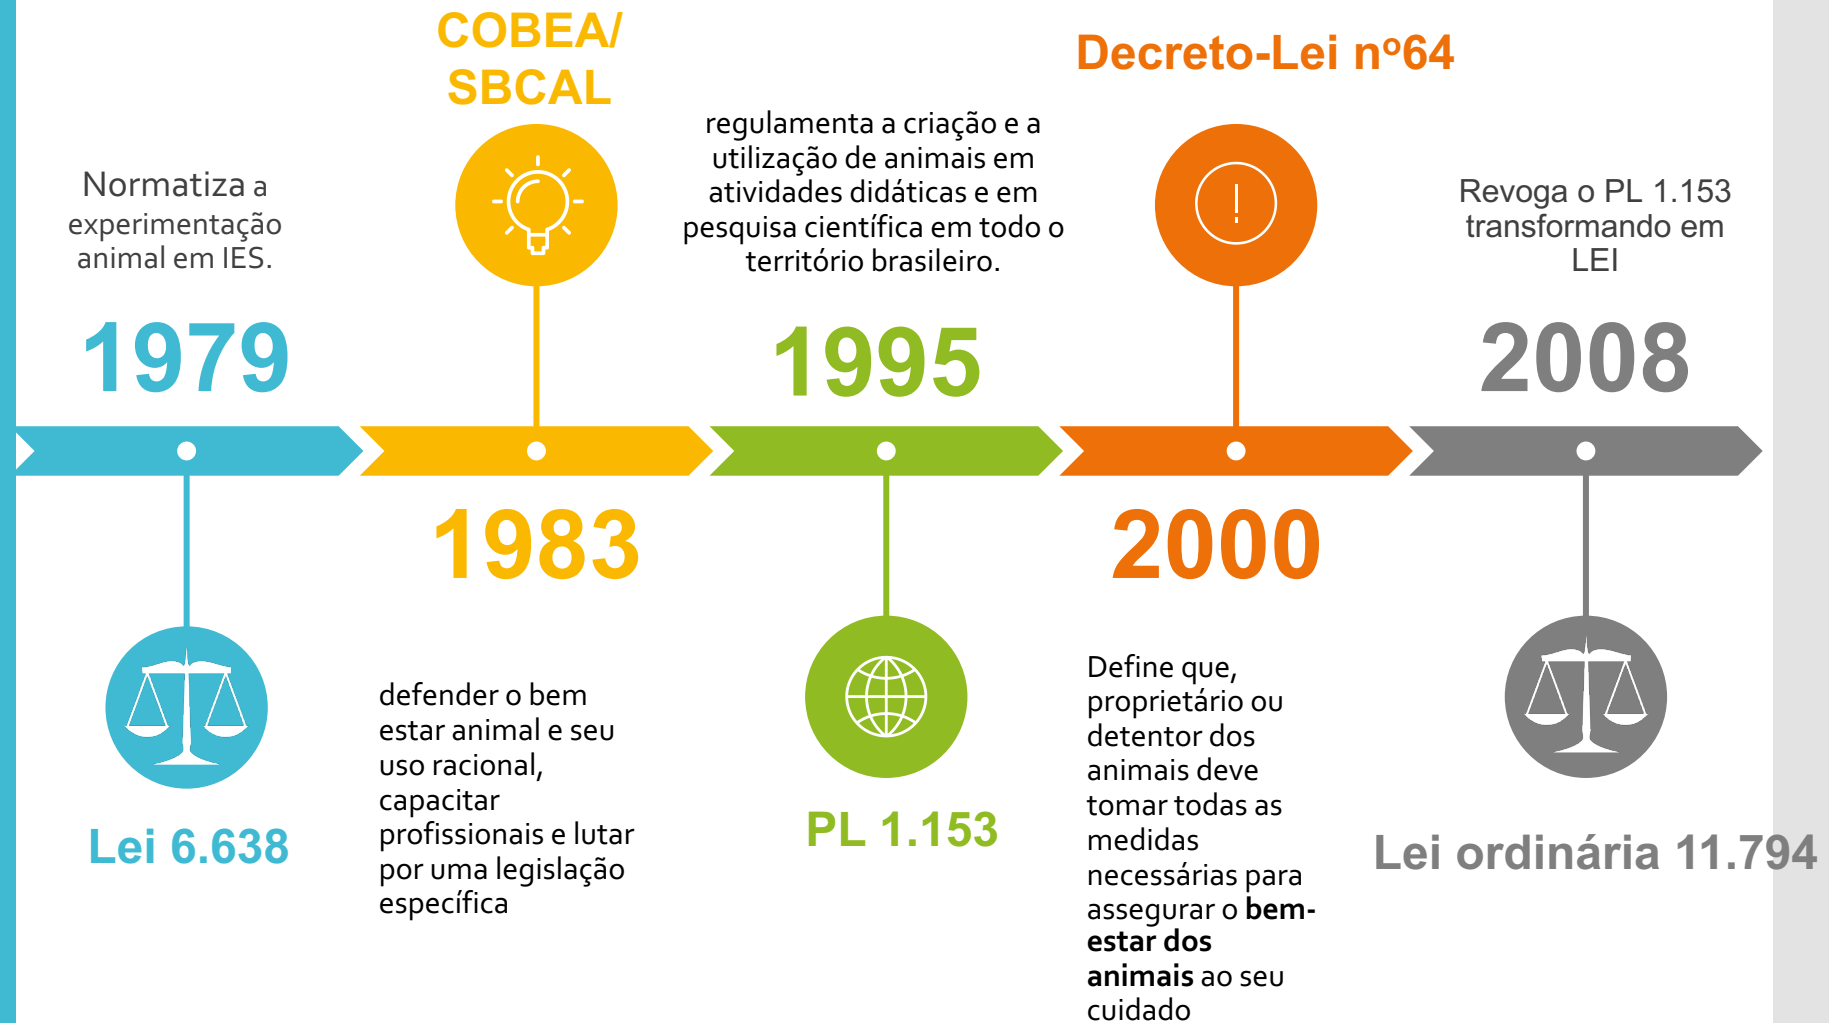 Normatiza a
experimentação
animal em IES.
1979
Lei 6.638
COBEA/
SBCAL
1983
defender o bem
estar animal e seu
uso racional,
capacitar
profissionais e lutar
por uma legislação
específica
regulamenta a criação e a
utilização de animais em
atividades didáticas e em
pesquisa científica em todo o
território brasileiro.
1995
PL 1.153
Decreto-Lei nº64
2000
Define que,
proprietário ou
detentor dos
animais deve
tomar todas as
medidas
necessárias para
assegurar o bem-
estar dos
animais ao seu
cuidado
Revoga o PL 1.153
transformando em
LEI
2008
Lei ordinária 11.794